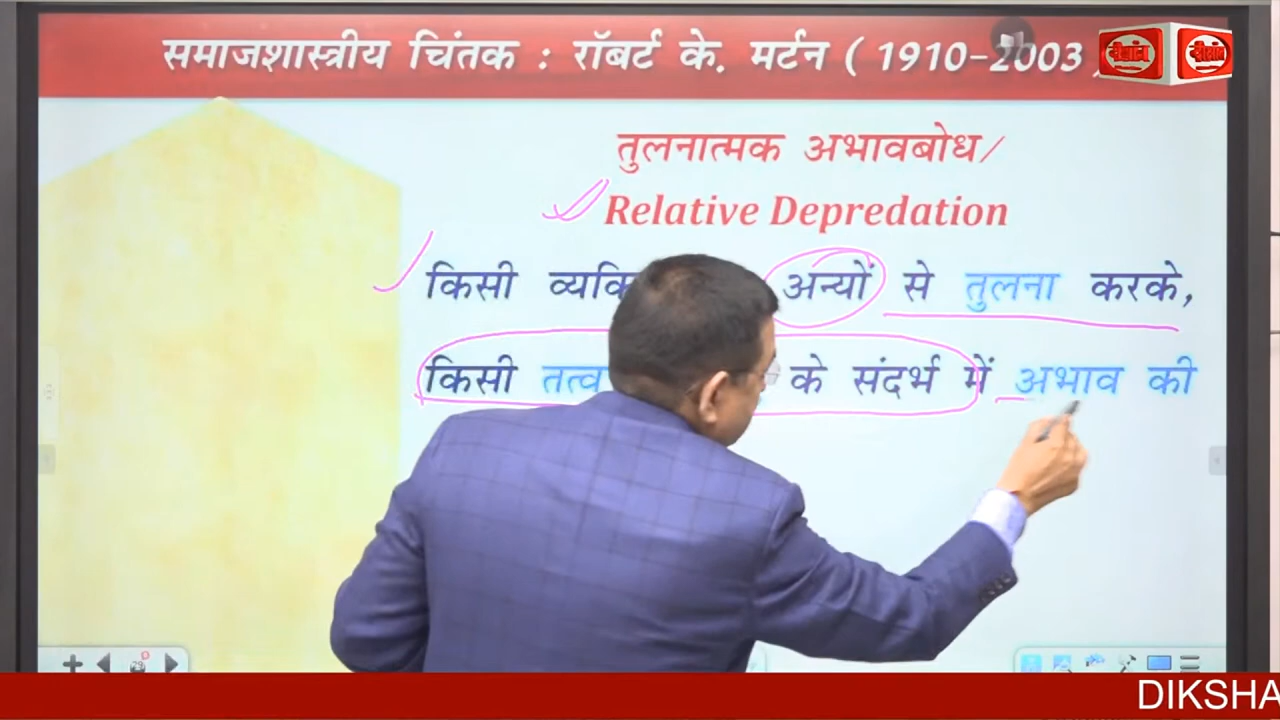 समाजशास्त्रीय चिंतक : रॉबर्ट के. मर्टन ( 1910-2003 )
तुलनात्मक अभावबोध/
Relative Depredation
किसी अन्यों से तुलना करके,
किसी तत्व के संदर्भ में अभाव की
DIKSHA